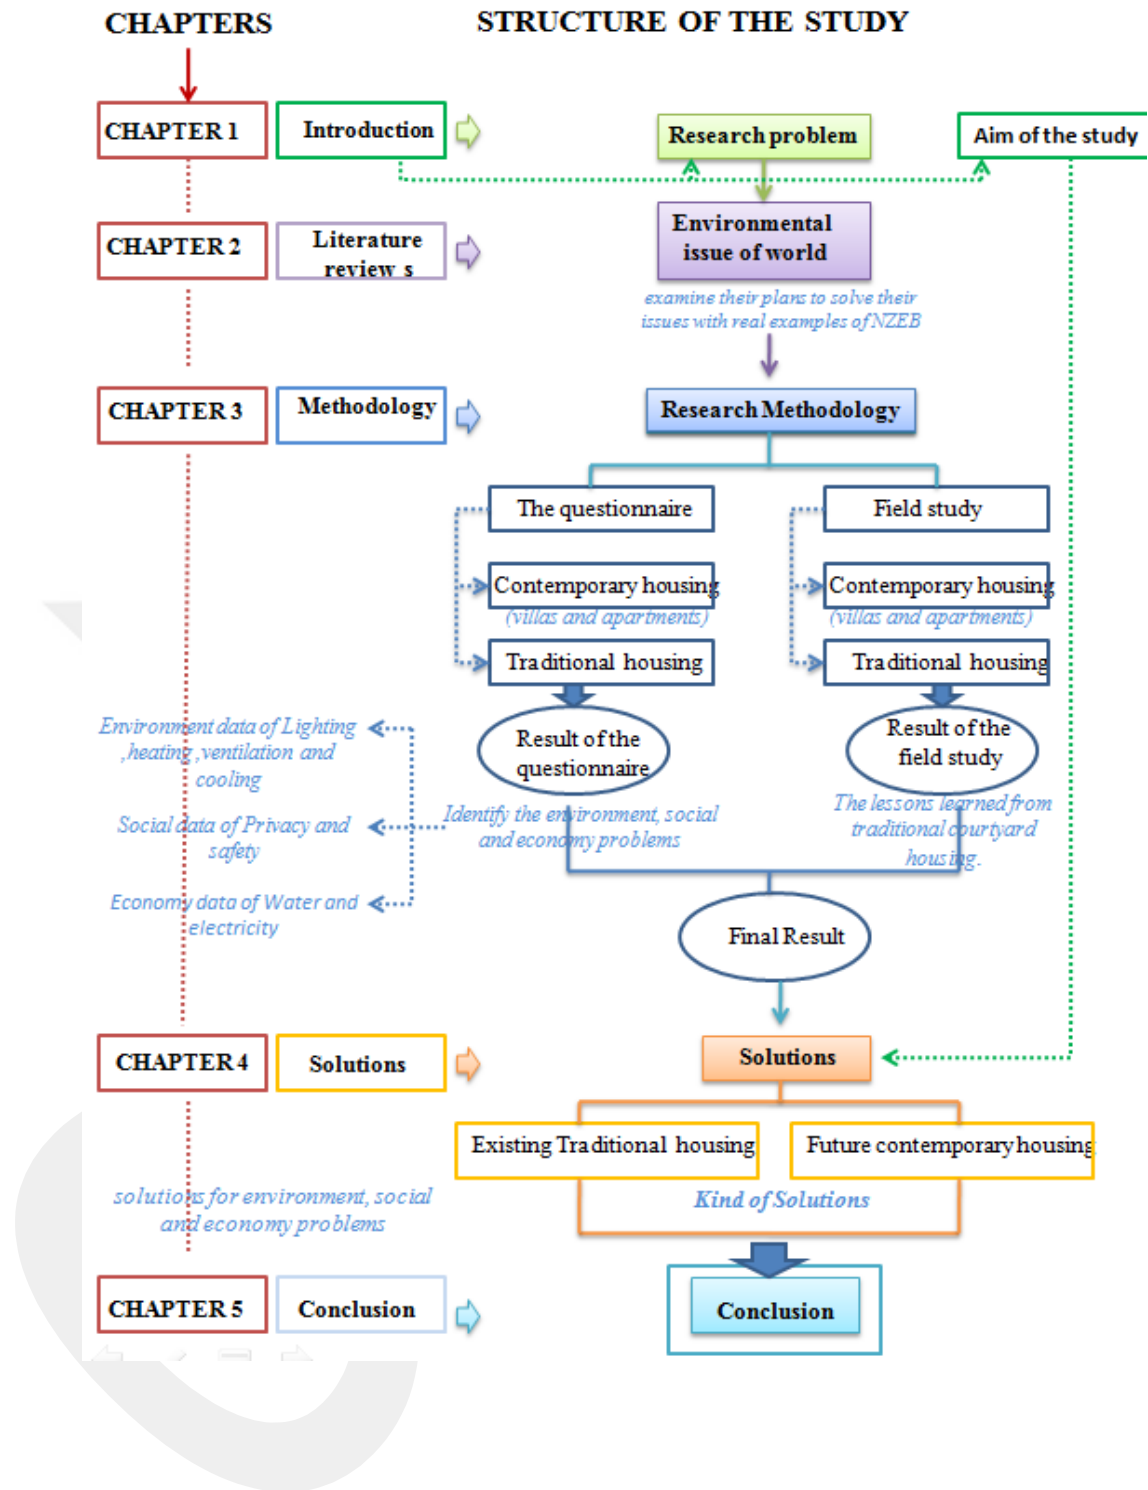 CHAPTERS
STRUCTURE OF THE STUDY
CHAPTER 1
Introduction
Research problem
Aim of the study
CHAPTER 2
Literature
review s
Environmental
issue of world
examine their plans to solve their
issues with real examples of NZEB
CHAPTER 3
Methodology
Research Methodology
The questionnaire
Field study
Contemporary housing
(villas and apartments)
Contemporary housing
(villas and apartments)
Traditional housing
Traditional housing
Result of the
questionnaire
Result of the
field study
Environment data of Lighting
,heating ,ventilation and
cooling
Social data of Privacy and
safety
Economy data of Water and
electricity
Identify the environment, social
and economy problems
The lessons learned from
traditional courtyard
housing.
Final Result
CHAPTER 4
Solutions
Solutions
Existing Traditional housing
Future contemporary housing
solutions for environment, social
and economy problems
Kind of Solutions
CHAPTER 5
Conclusion
Conclusion